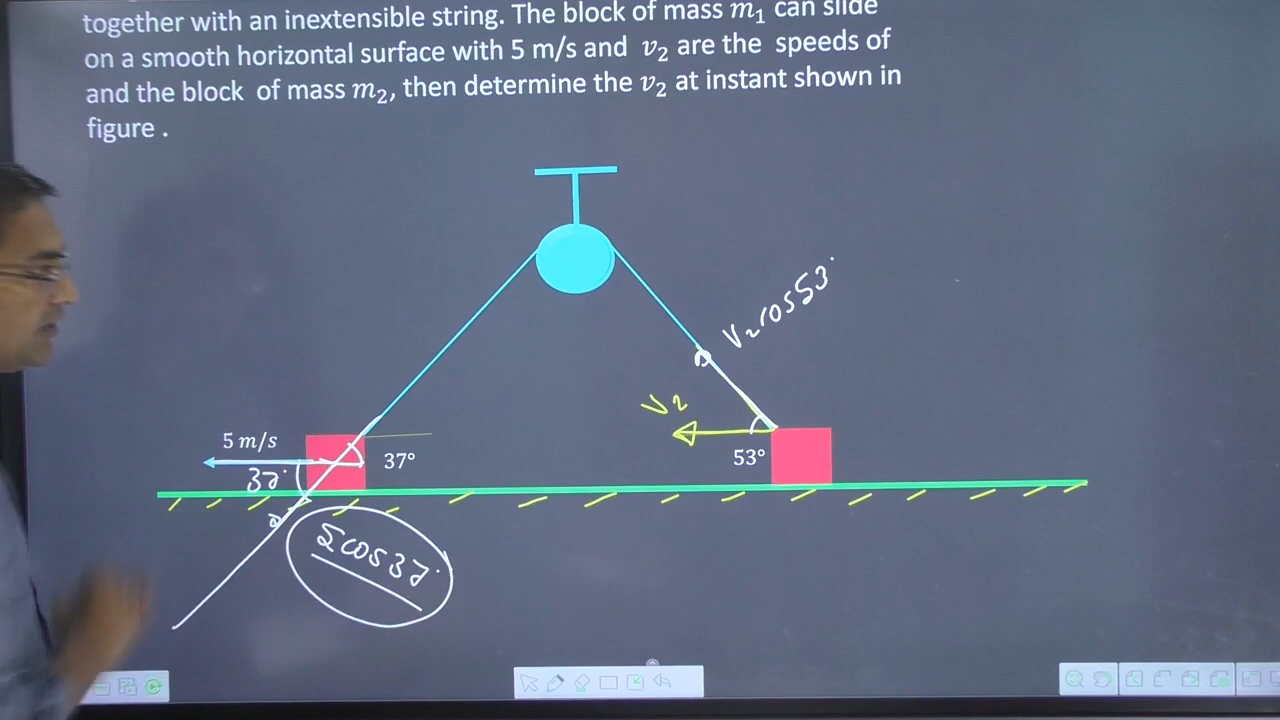 together with an inextensible string. The block of mass m₁ can slide
on a smooth horizontal surface with 5 m/s and v₂ are the speeds of
and the block of mass m₂, then determine the v₂ at instant shown in
figure .
V₂cos53°
V₂
5 m/s
37°
37°
53°
5cos37°